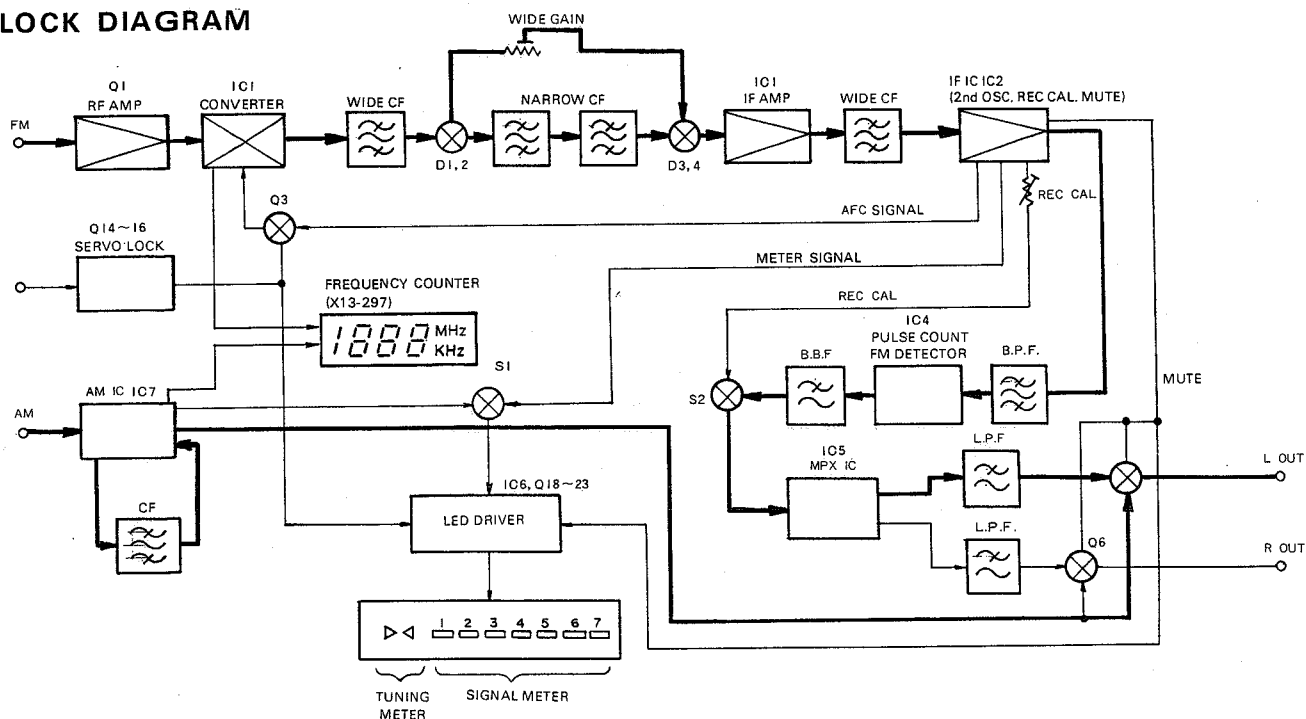 LOCK DIAGRAM
WIDE GAIN
Q1
RF AMP
IC1
CONVERTER
WIDE CF
NARROW CF
IC1
IF AMP
WIDE CF
IF IC IC2
(2nd OSC, REC CAL. MUTE)
FM
D1, 2
D3, 4
REC CAL
Q3
AFC SIGNAL
Q14~16
SERVO LOCK
METER SIGNAL
FREQUENCY COUNTER
(X13-297)
REC CAL
1888 MHz
KHz
IC4
PULSE COUNT
FM DETECTOR
B.B.F
B.P.F.
S1
MUTE
AM IC IC7
S2
AM
IC5
MPX IC
L.P.F
L OUT
IC6, Q18~23
CF
LED DRIVER
L.P.F.
Q6
R OUT
1 2 3 4 5 6 7
TUNING
METER
SIGNAL METER